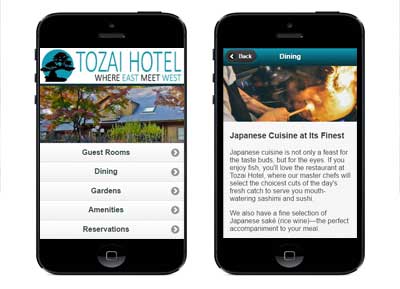 TOZAI HOTEL
WHERE EAST MEET WEST
Guest Rooms
Dining
Gardens
Amenities
Reservations
Back
Dining
Japanese Cuisine at Its Finest
Japanese cuisine is not only a feast for
the taste buds, but for the eyes. If you
enjoy fish, you'll love the restaurant at
Tozai Hotel, where our master chefs will
select the choicest cuts of the day's
fresh catch to serve you mouth-
watering sashimi and sushi.
We also have a fine selection of
Japanese saké (rice wine)—the perfect
accompaniment to your meal.